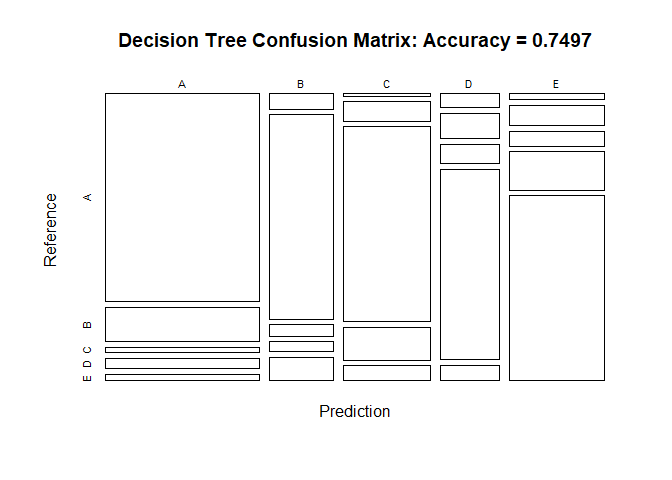 Decision Tree Confusion Matrix: Accuracy = 0.7497
A B C D E
Reference
A
B
C
D
E
Prediction